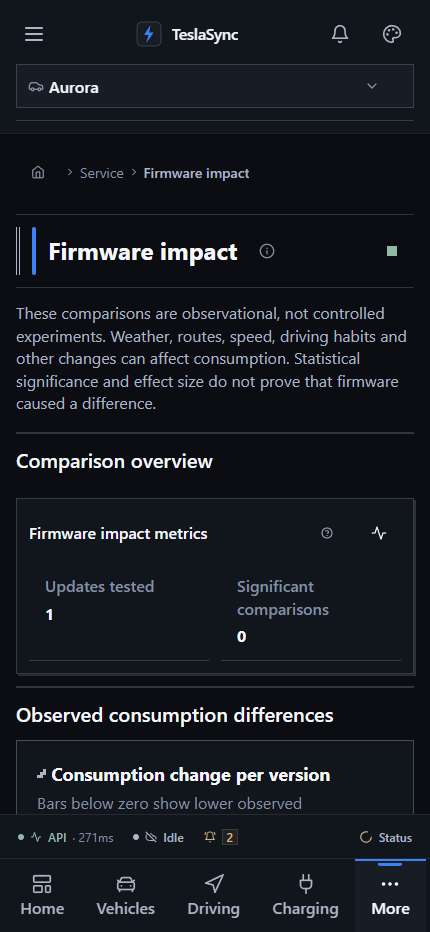 TeslaSync
Aurora
Service
Firmware impact
Firmware impact
These comparisons are observational, not controlled
experiments. Weather, routes, speed, driving habits and
other changes can affect consumption. Statistical
significance and effect size do not prove that firmware
caused a difference.
Comparison overview
Firmware impact metrics
Updates tested
1
Significant
comparisons
0
Observed consumption differences
Consumption change per version
Bars below zero show lower observed
API · 271ms
Idle
2
Status
Home
Vehicles
Driving
Charging
More